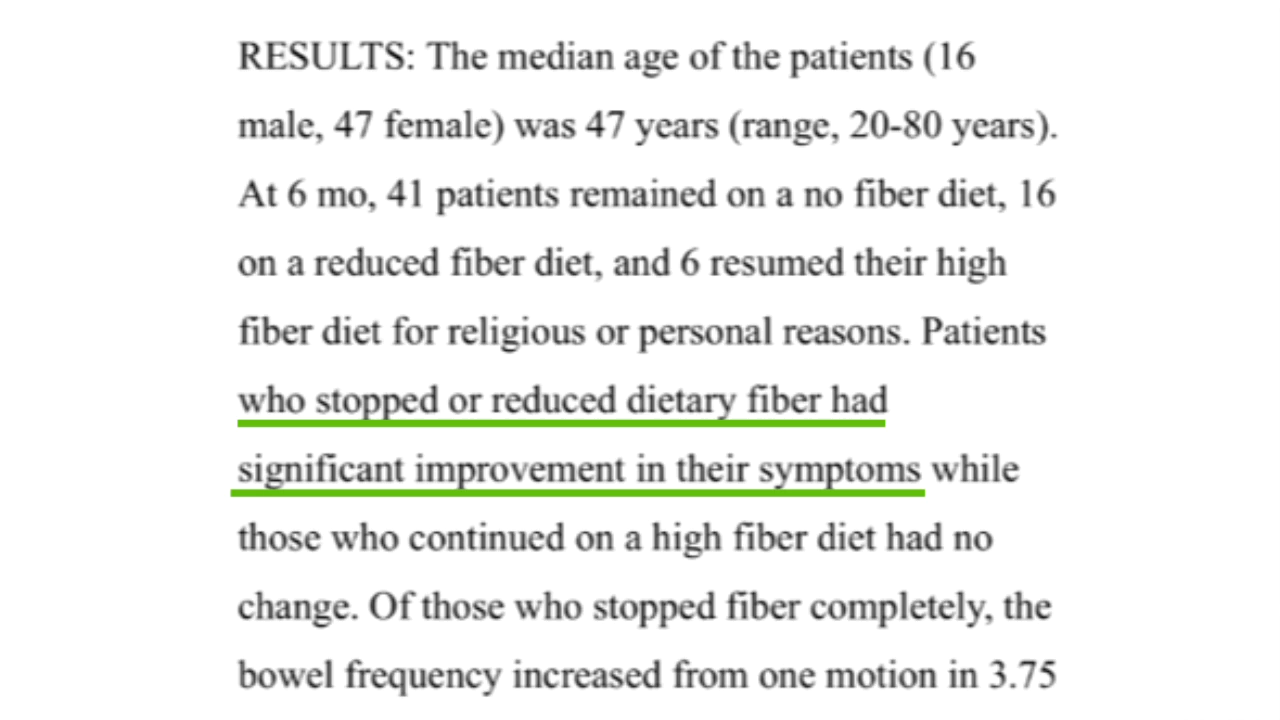 RESULTS: The median age of the patients (16
male, 47 female) was 47 years (range, 20-80 years).
At 6 mo, 41 patients remained on a no fiber diet, 16
on a reduced fiber diet, and 6 resumed their high
fiber diet for religious or personal reasons. Patients
who stopped or reduced dietary fiber had
significant improvement in their symptoms while
those who continued on a high fiber diet had no
change. Of those who stopped fiber completely, the
bowel frequency increased from one motion in 3.75